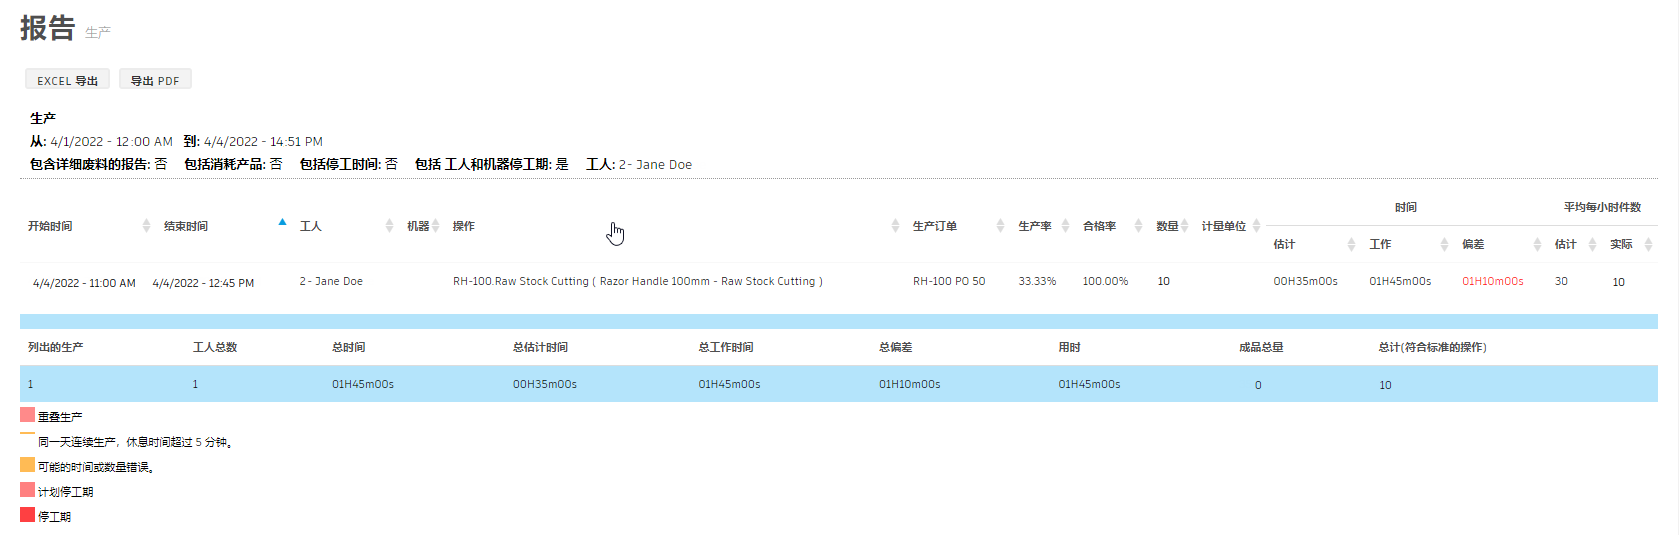 报告 生产
EXCEL 导出 导出 PDF
生产
从: 4/1/2022 - 12:00 AM 到: 4/4/2022 - 14:51 PM
包含详细废料的报告: 否 包括消耗产品: 否 包括停工时间: 否 包括 工人和机器停工期: 是 工人: 2- Jane Doe
时间 平均每小时件数
开始时间 结束时间 工人 机器 操作 生产订单 生产率 合格率 数量 计量单位
估计 工作 偏差 估计 实际
4/4/2022 - 11:00 AM 4/4/2022 - 12:45 PM 2- Jane Doe RH-100.Raw Stock Cutting ( Razor Handle 100mm - Raw Stock Cutting ) RH-100 PO 50 33.33% 100.00% 10 00H35m00s 01H45m00s 01H10m00s 30 10
列出的生产 工人总数 总时间 总估计时间 总工作时间 总偏差 用时 成品总量 总计(符合标准的操作)
1 1 01H45m00s 00H35m00s 01H45m00s 01H10m00s 01H45m00s 0 10
重叠生产
同一天连续生产，休息时间超过 5 分钟。
可能的时间或数量错误。
计划停工期
停工期